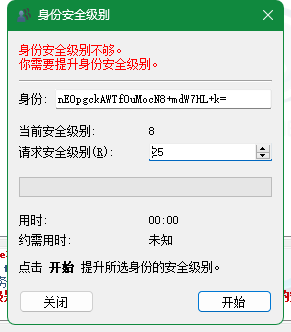 身份安全级别
身份安全级别不够。
你需要提升身份安全级别。
身份: nEOpgckAWTfOuMocN8+mdW7HL+k=
当前安全级别: 8
请求安全级别(R): 25
用时: 00:00
约需用时: 未知
点击 开始 提升所选身份的安全级别。
关闭 开始